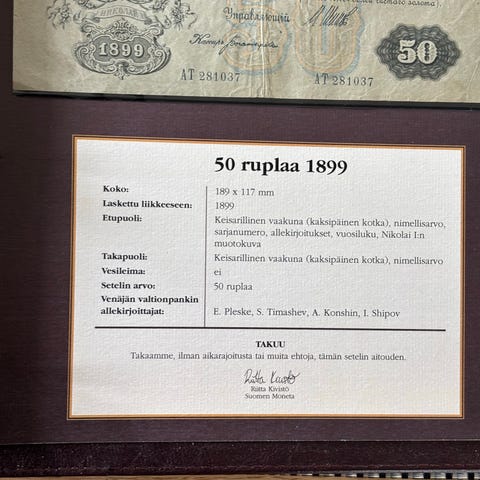 НИКОЛАЙ
Управляющій
1899
50
АТ 281037
АТ 281037
50 ruplaa 1899
Koko: 189 x 117 mm
Laskettu liikkeeseen: 1899
Etupuoli: Keisarillinen vaakuna (kaksipäinen kotka), nimellisarvo,
sarjanumero, allekirjoitukset, vuosiluku, Nikolai I:n
muotokuva
Takapuoli: Keisarillinen vaakuna (kaksipäinen kotka), nimellisarvo
Vesileima: ei
Setelin arvo: 50 ruplaa
Venäjän valtionpankin
allekirjoittajat: E. Pleske, S. Timashev, A. Konshin, I. Shipov
TAKUU
Takaamme, ilman aikarajoitusta tai muita ehtoja, tämän setelin aitouden.
Riitta Kivistö
Riitta Kivistö
Suomen Moneta